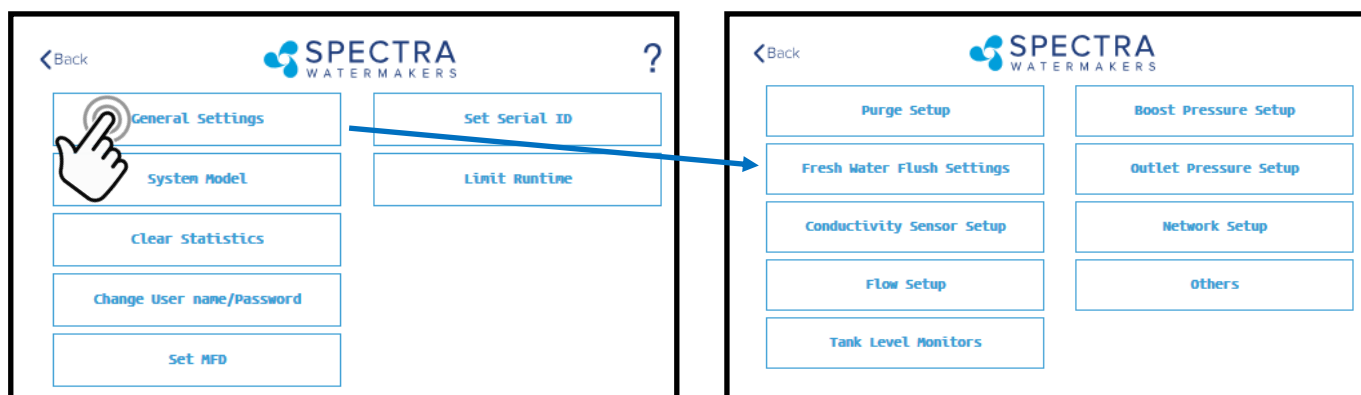 Back
SPECTRA
WATERMAKERS
?
General Settings
Set Serial ID
System Model
Limit Runtime
Clear Statistics
Change User name/Password
Set MFD
Back
SPECTRA
WATERMAKERS
Purge Setup
Boost Pressure Setup
Fresh Water Flush Settings
Outlet Pressure Setup
Conductivity Sensor Setup
Network Setup
Flow Setup
Others
Tank Level Monitors